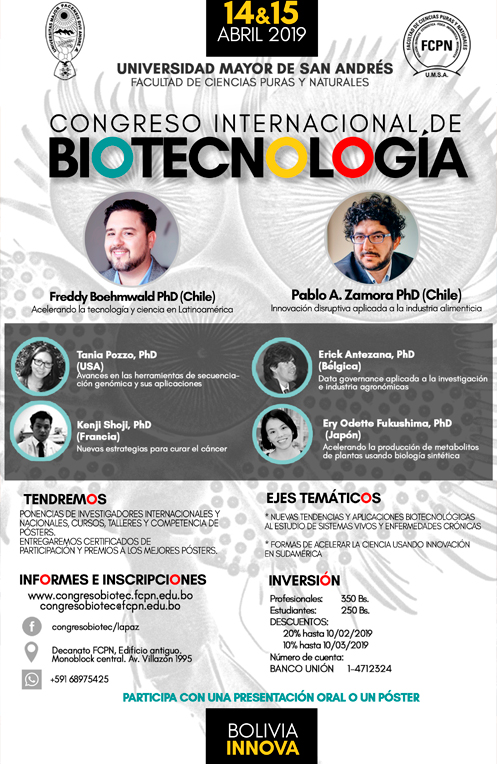 14&15
ABRIL 2019
FCPN
U.M.S.A.
UNIVERSIDAD MAYOR DE SAN ANDRÉS
FACULTAD DE CIENCIAS PURAS Y NATURALES
CONGRESO INTERNACIONAL DE
BIOTECNOLOGÍA
Freddy Boehmwald PhD (Chile)
Acelerando la tecnología y ciencia en Latinoamérica
Pablo A. Zamora PhD (Chile)
Innovación disruptiva aplicada a la industria alimenticia
Tania Pozzo, PhD
(USA)
Avances en las herramientas de secuencia-
ción genómica y sus aplicaciones
Erick Antezana, PhD
(Bélgica)
Data governance aplicada a la investigación
e industria agronómicas
Kenji Shoji, PhD
(Francia)
Nuevas estrategias para curar el cáncer
Ery Odette Fukushima, PhD
(Japón)
Acelerando la producción de metabolitos
de plantas usando biología sintética
TENDREMOS
PONENCIAS DE INVESTIGADORES INTERNACIONALES Y
NACIONALES, CURSOS, TALLERES Y COMPETENCIA DE
PÓSTERS.
ENTREGAREMOS CERTIFICADOS DE
PARTICIPACIÓN Y PREMIOS A LOS MEJORES PÓSTERS.
EJES TEMÁTICOS
* NUEVAS TENDENCIAS Y APLICACIONES BIOTECNOLÓGICAS
AL ESTUDIO DE SISTEMAS VIVOS Y ENFERMEDADES CRÓNICAS
* FORMAS DE ACELERAR LA CIENCIA USANDO INNOVACIÓN
EN SUDAMÉRICA
INFORMES E INSCRIPCIONES
www.congresobiotec.fcpn.edu.bo
congresobiotecefcpn.edu.bo
congresobiotec/lapaz
Decanato FCPN, Edificio antiguo.
Monoblock central. Av. Villazón 1995
+591 68975425
INVERSIÓN
Profesionales: 350 Bs.
Estudiantes: 250 Bs.
DESCUENTOS:
20% hasta 10/02/2019
10% hasta 10/03/2019
Número de cuenta:
BANCO UNIÓN 1-4712324
PARTICIPA CON UNA PRESENTACIÓN ORAL O UN PÓSTER
BOLIVIA
INNOVA